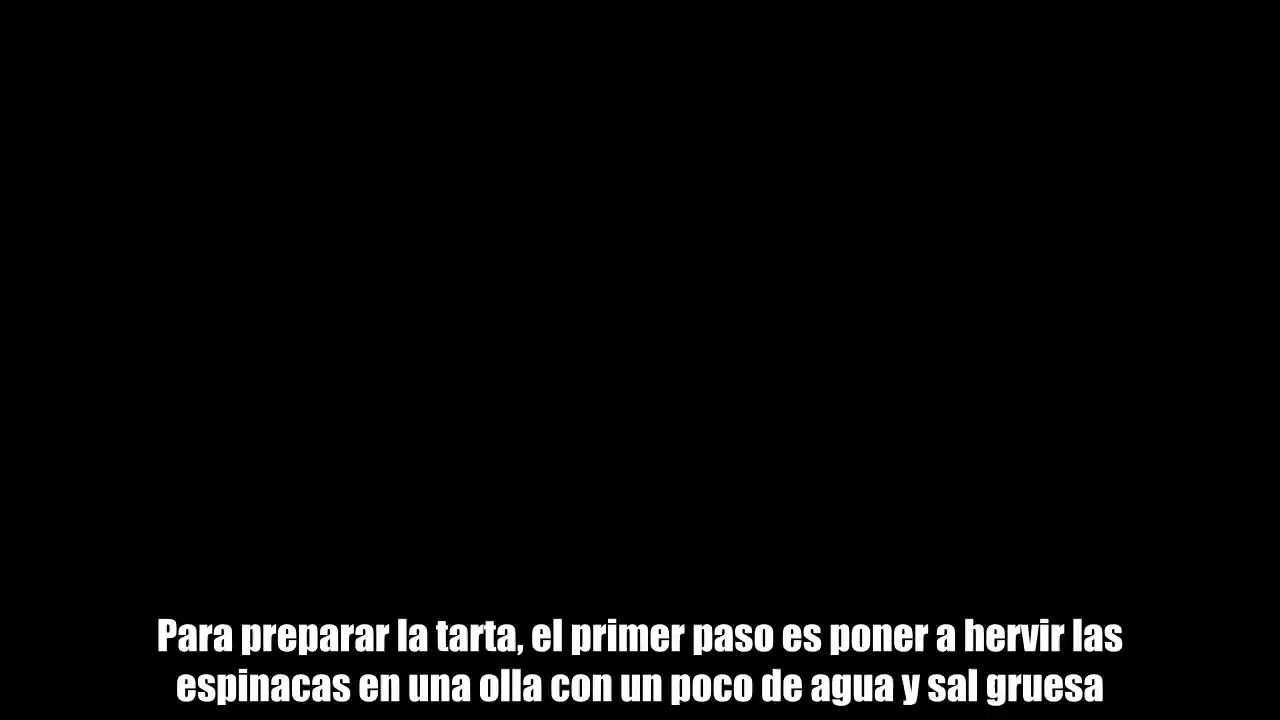 Para preparar la tarta, el primer paso es poner a hervir las
espinacas en una olla con un poco de agua y sal gruesa